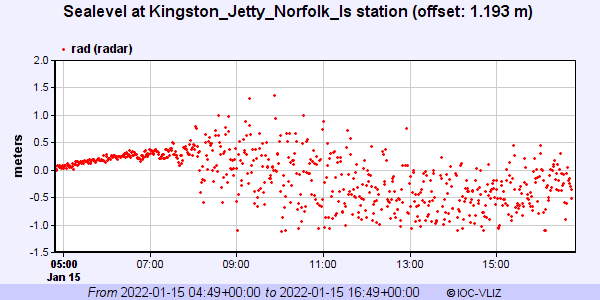 Sealevel at Kingston_Jetty_Norfolk_Is station (offset: 1.193 m)
rad (radar)
meters
2.0
1.5
1.0
0.5
0.0
-0.5
-1.0
-1.5
05:00 07:00 09:00 11:00 13:00 15:00
Jan 15
From 2022-01-15 04:49+00:00 to 2022-01-15 16:49+00:00 © IOC-VLIZ